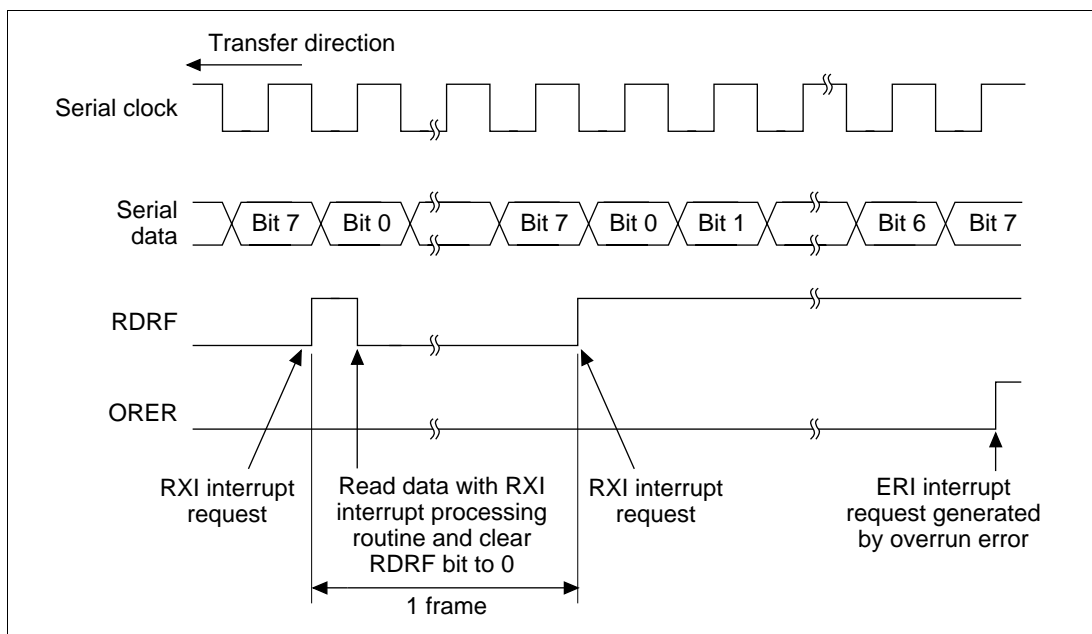 Transfer direction
Serial clock
Serial
data
Bit 7 Bit 0 Bit 7 Bit 0 Bit 1 Bit 6 Bit 7
RDRF
ORER
RXI interrupt
request
Read data with RXI
interrupt processing
routine and clear
RDRF bit to 0
RXI interrupt
request
ERI interrupt
request generated
by overrun error
1 frame